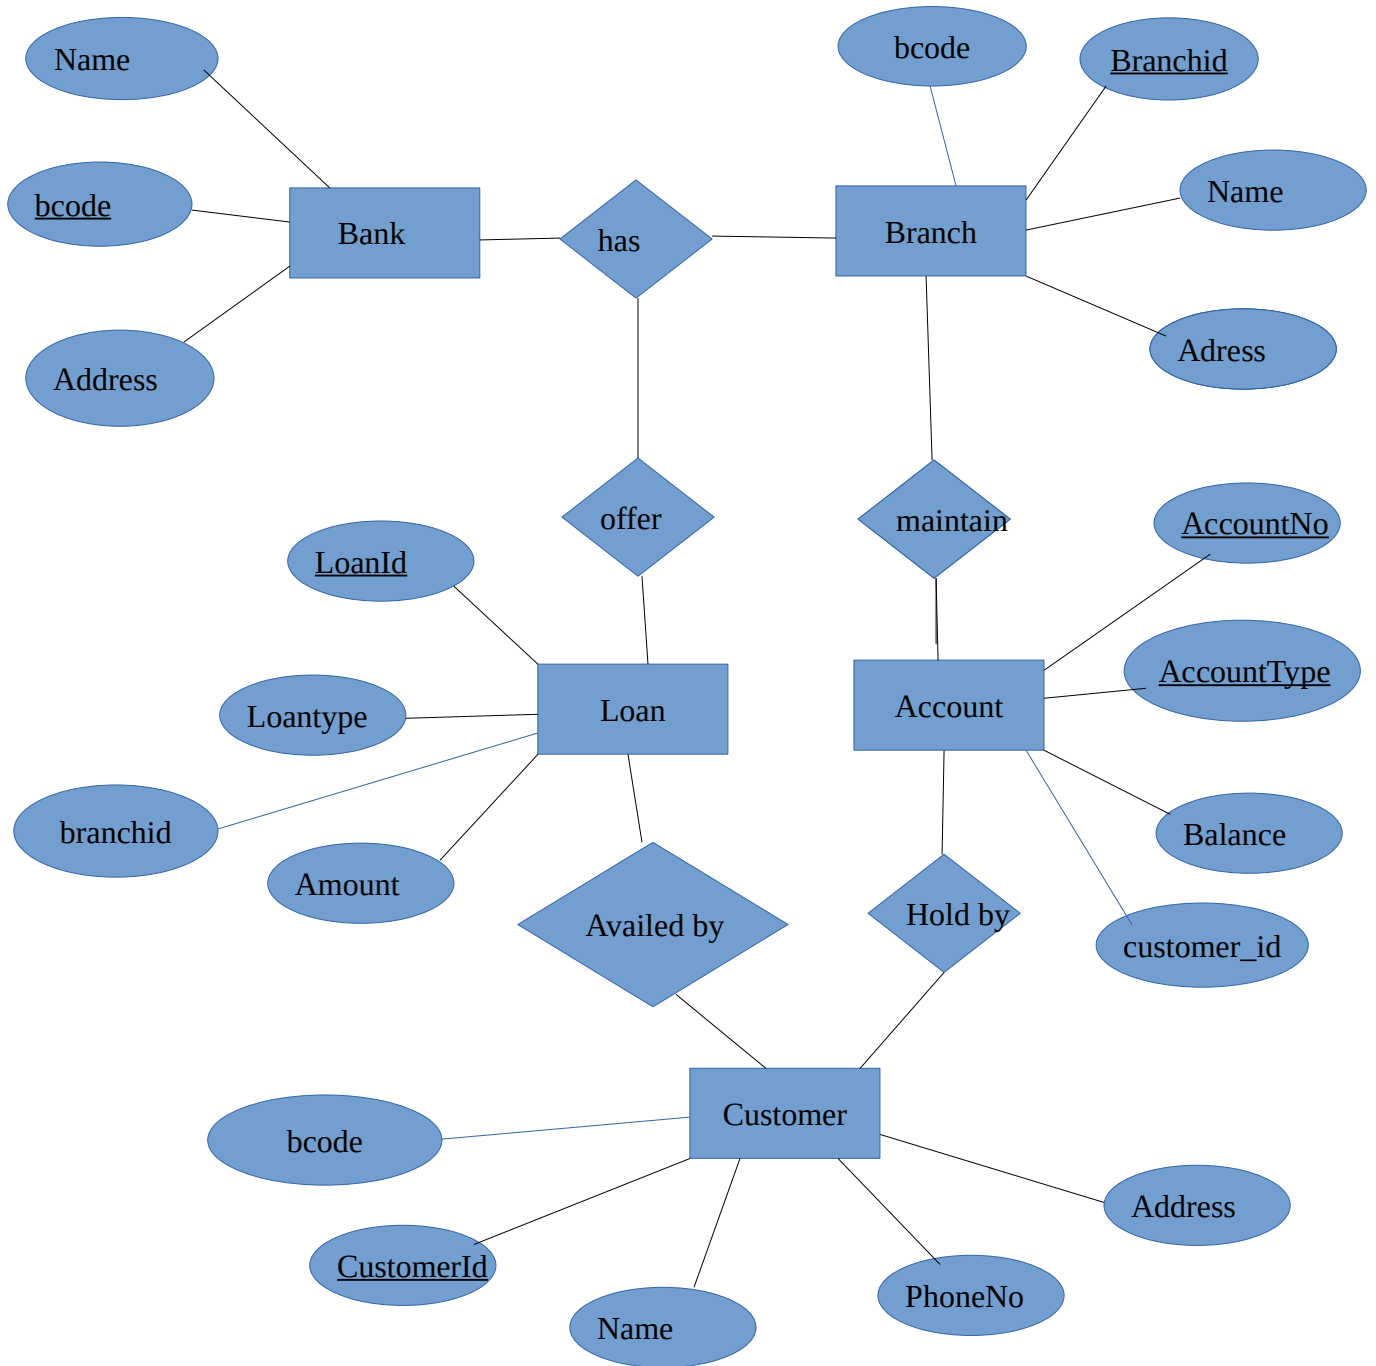 bcode
Name
Branchid
Name
bcode
Bank
has
Branch
Adress
Address
offer
maintain
AccountNo
LoanId
AccountType
Loantype
Loan
Account
branchid
Balance
Amount
Availed by
Hold by
customer_id
bcode
Customer
Address
CustomerId
PhoneNo
Name